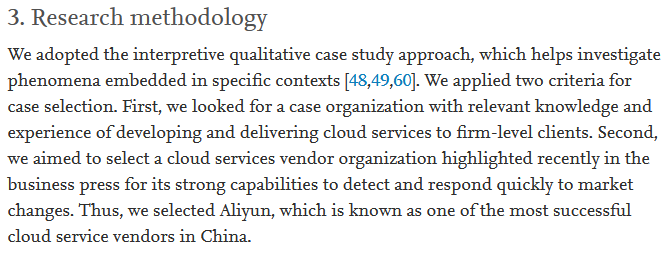 3. Research methodology
We adopted the interpretive qualitative case study approach, which helps investigate
phenomena embedded in specific contexts [48,49,60]. We applied two criteria for
case selection. First, we looked for a case organization with relevant knowledge and
experience of developing and delivering cloud services to firm-level clients. Second,
we aimed to select a cloud services vendor organization highlighted recently in the
business press for its strong capabilities to detect and respond quickly to market
changes. Thus, we selected Aliyun, which is known as one of the most successful
cloud service vendors in China.